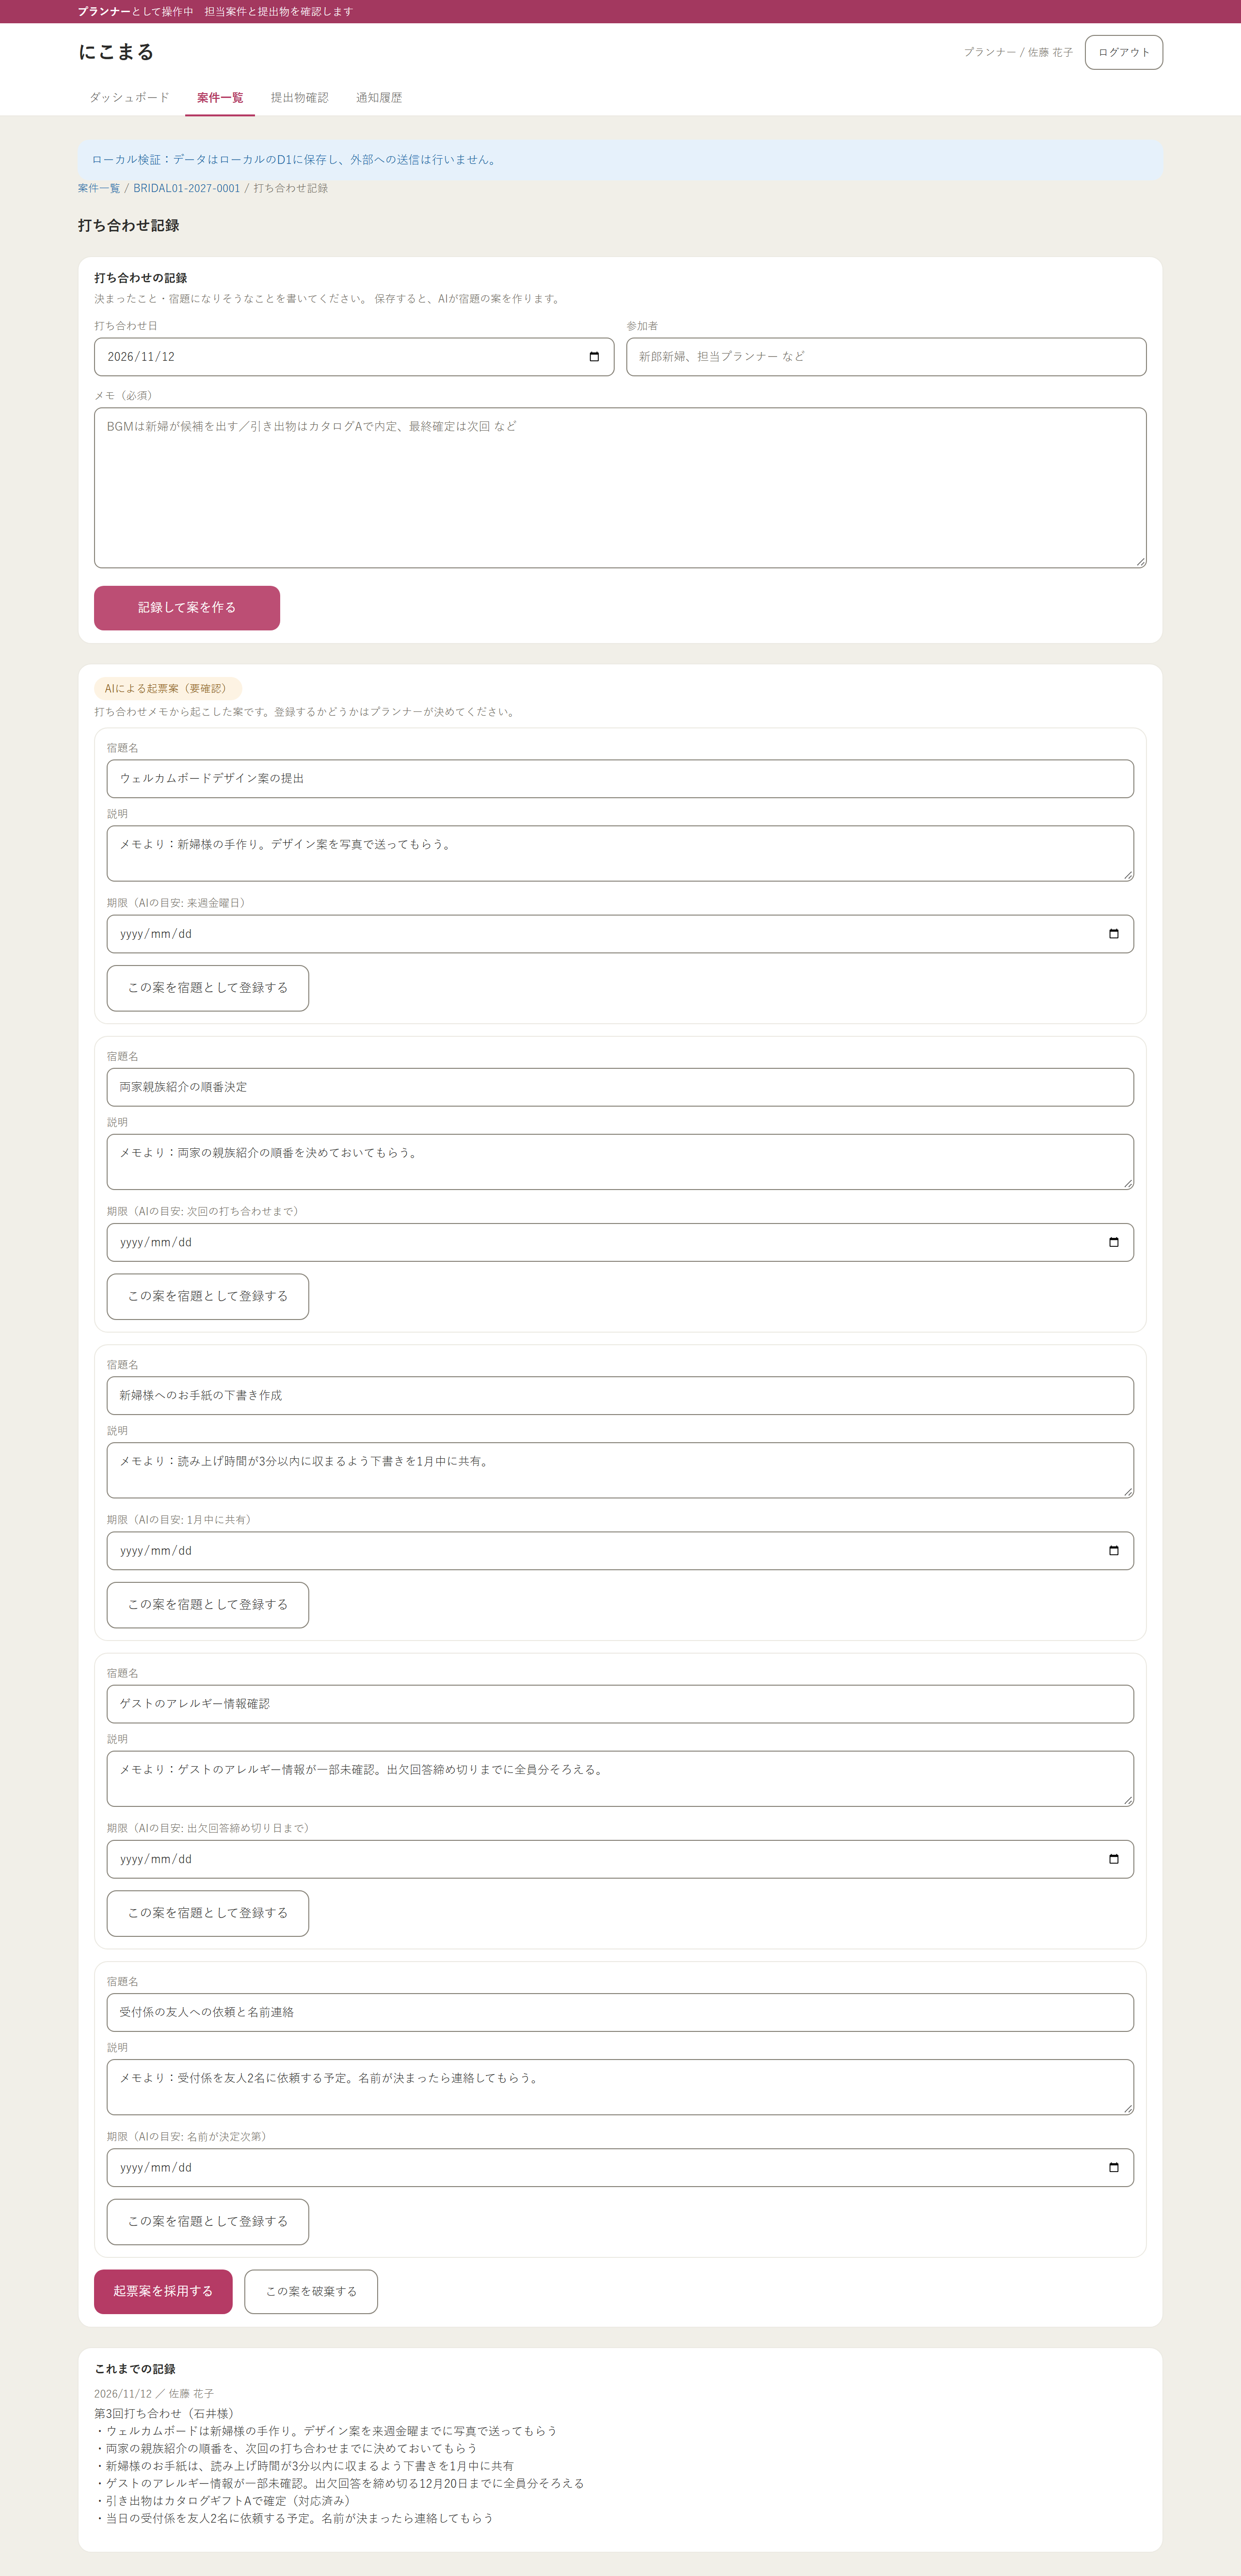 プランナーとして操作中 担当案件と提出物を確認します
にこまる
プランナー / 佐藤 花子
ログアウト
ダッシュボード 案件一覧 提出物確認 通知履歴
ローカル検証：データはローカルのD1に保存し、外部への送信は行いません。
案件一覧 / BRIDAL01-2027-0001 / 打ち合わせ記録
打ち合わせ記録
打ち合わせの記録
決まったこと・宿題になりそうなことを書いてください。 保存すると、AIが宿題の案を作ります。
打ち合わせ日
2026/11/12
参加者
新郎新婦、担当プランナー など
メモ（必須）
BGMは新婦が候補を出す／引き出物はカタログAで内定、最終確定は次回 など
記録して案を作る
AIによる起票案（要確認）
打ち合わせメモから起こした案です。登録するかどうかはプランナーが決めてください。
宿題名
ウェルカムボードデザイン案の提出
説明
メモより：新婦様の手作り。デザイン案を写真で送ってもらう。
期限（AIの目安: 来週金曜日）
yyyy/mm/dd
この案を宿題として登録する
宿題名
両家親族紹介の順番決定
説明
メモより：両家の親族紹介の順番を決めておいてもらう。
期限（AIの目安: 次回の打ち合わせまで）
yyyy/mm/dd
この案を宿題として登録する
宿題名
新婦様へのお手紙の下書き作成
説明
メモより：読み上げ時間が3分以内に収まるよう下書きを1月中に共有。
期限（AIの目安: 1月中に共有）
yyyy/mm/dd
この案を宿題として登録する
宿題名
ゲストのアレルギー情報確認
説明
メモより：ゲストのアレルギー情報が一部未確認。出欠回答締め切りまでに全員分そろえる。
期限（AIの目安: 出欠回答締め切り日まで）
yyyy/mm/dd
この案を宿題として登録する
宿題名
受付係の友人への依頼と名前連絡
説明
メモより：受付係を友人2名に依頼する予定。名前が決まったら連絡してもらう。
期限（AIの目安: 名前が決定次第）
yyyy/mm/dd
この案を宿題として登録する
起票案を採用する
この案を破棄する
これまでの記録
2026/11/12 ／ 佐藤 花子
第3回打ち合わせ（石井様）
・ウェルカムボードは新婦様の手作り。デザイン案を来週金曜までに写真で送ってもらう
・両家の親族紹介の順番を、次回の打ち合わせまでに決めておいてもらう
・新婦様のお手紙は、読み上げ時間が3分以内に収まるよう下書きを1月中に共有
・ゲストのアレルギー情報が一部未確認。出欠回答を締め切る12月20日までに全員分そろえる
・引き出物はカタログギフトAで確定（対応済み）
・当日の受付係を友人2名に依頼する予定。名前が決まったら連絡してもらう